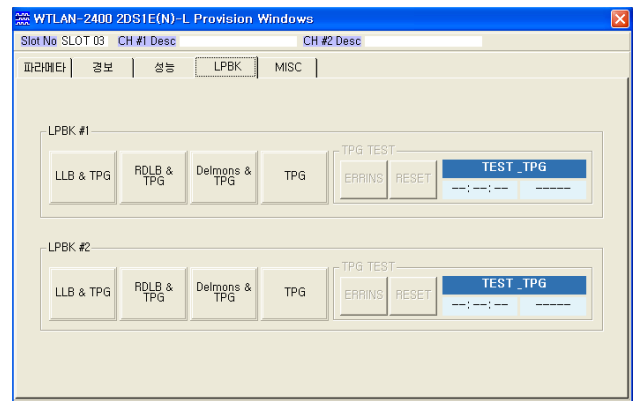 WTLAN-2400 2DS1E(N)-L Provision Windows
Slot No SLOT 03 CH #1 Desc CH #2 Desc
파라메타 경보 성능 LPBK MISC
LPBK #1
TPG TEST
LLB & TPG RDLB & TPG Delmons & TPG TPG ERRINS RESET TEST _TPG
--:--:-- -----
LPBK #2
TPG TEST
LLB & TPG RDLB & TPG Delmons & TPG TPG ERRINS RESET TEST _TPG
--:--:-- -----